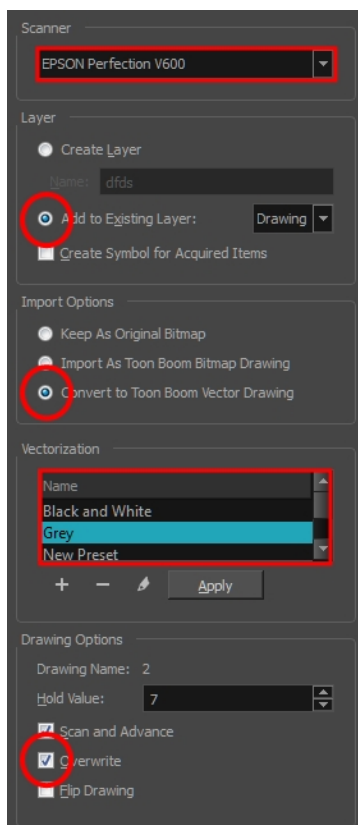 Scanner
EPSON Perfection V600
Layer
Create Layer
Name: dfds
Add to Existing Layer: Drawing
Create Symbol for Acquired Items
Import Options
Keep As Original Bitmap
Import As Toon Boom Bitmap Drawing
Convert to Toon Boom Vector Drawing
Vectorization
Name
Black and White
Grey
New Preset
+ − Apply
Drawing Options
Drawing Name: 2
Hold Value: 7
Scan and Advance
Overwrite
Flip Drawing